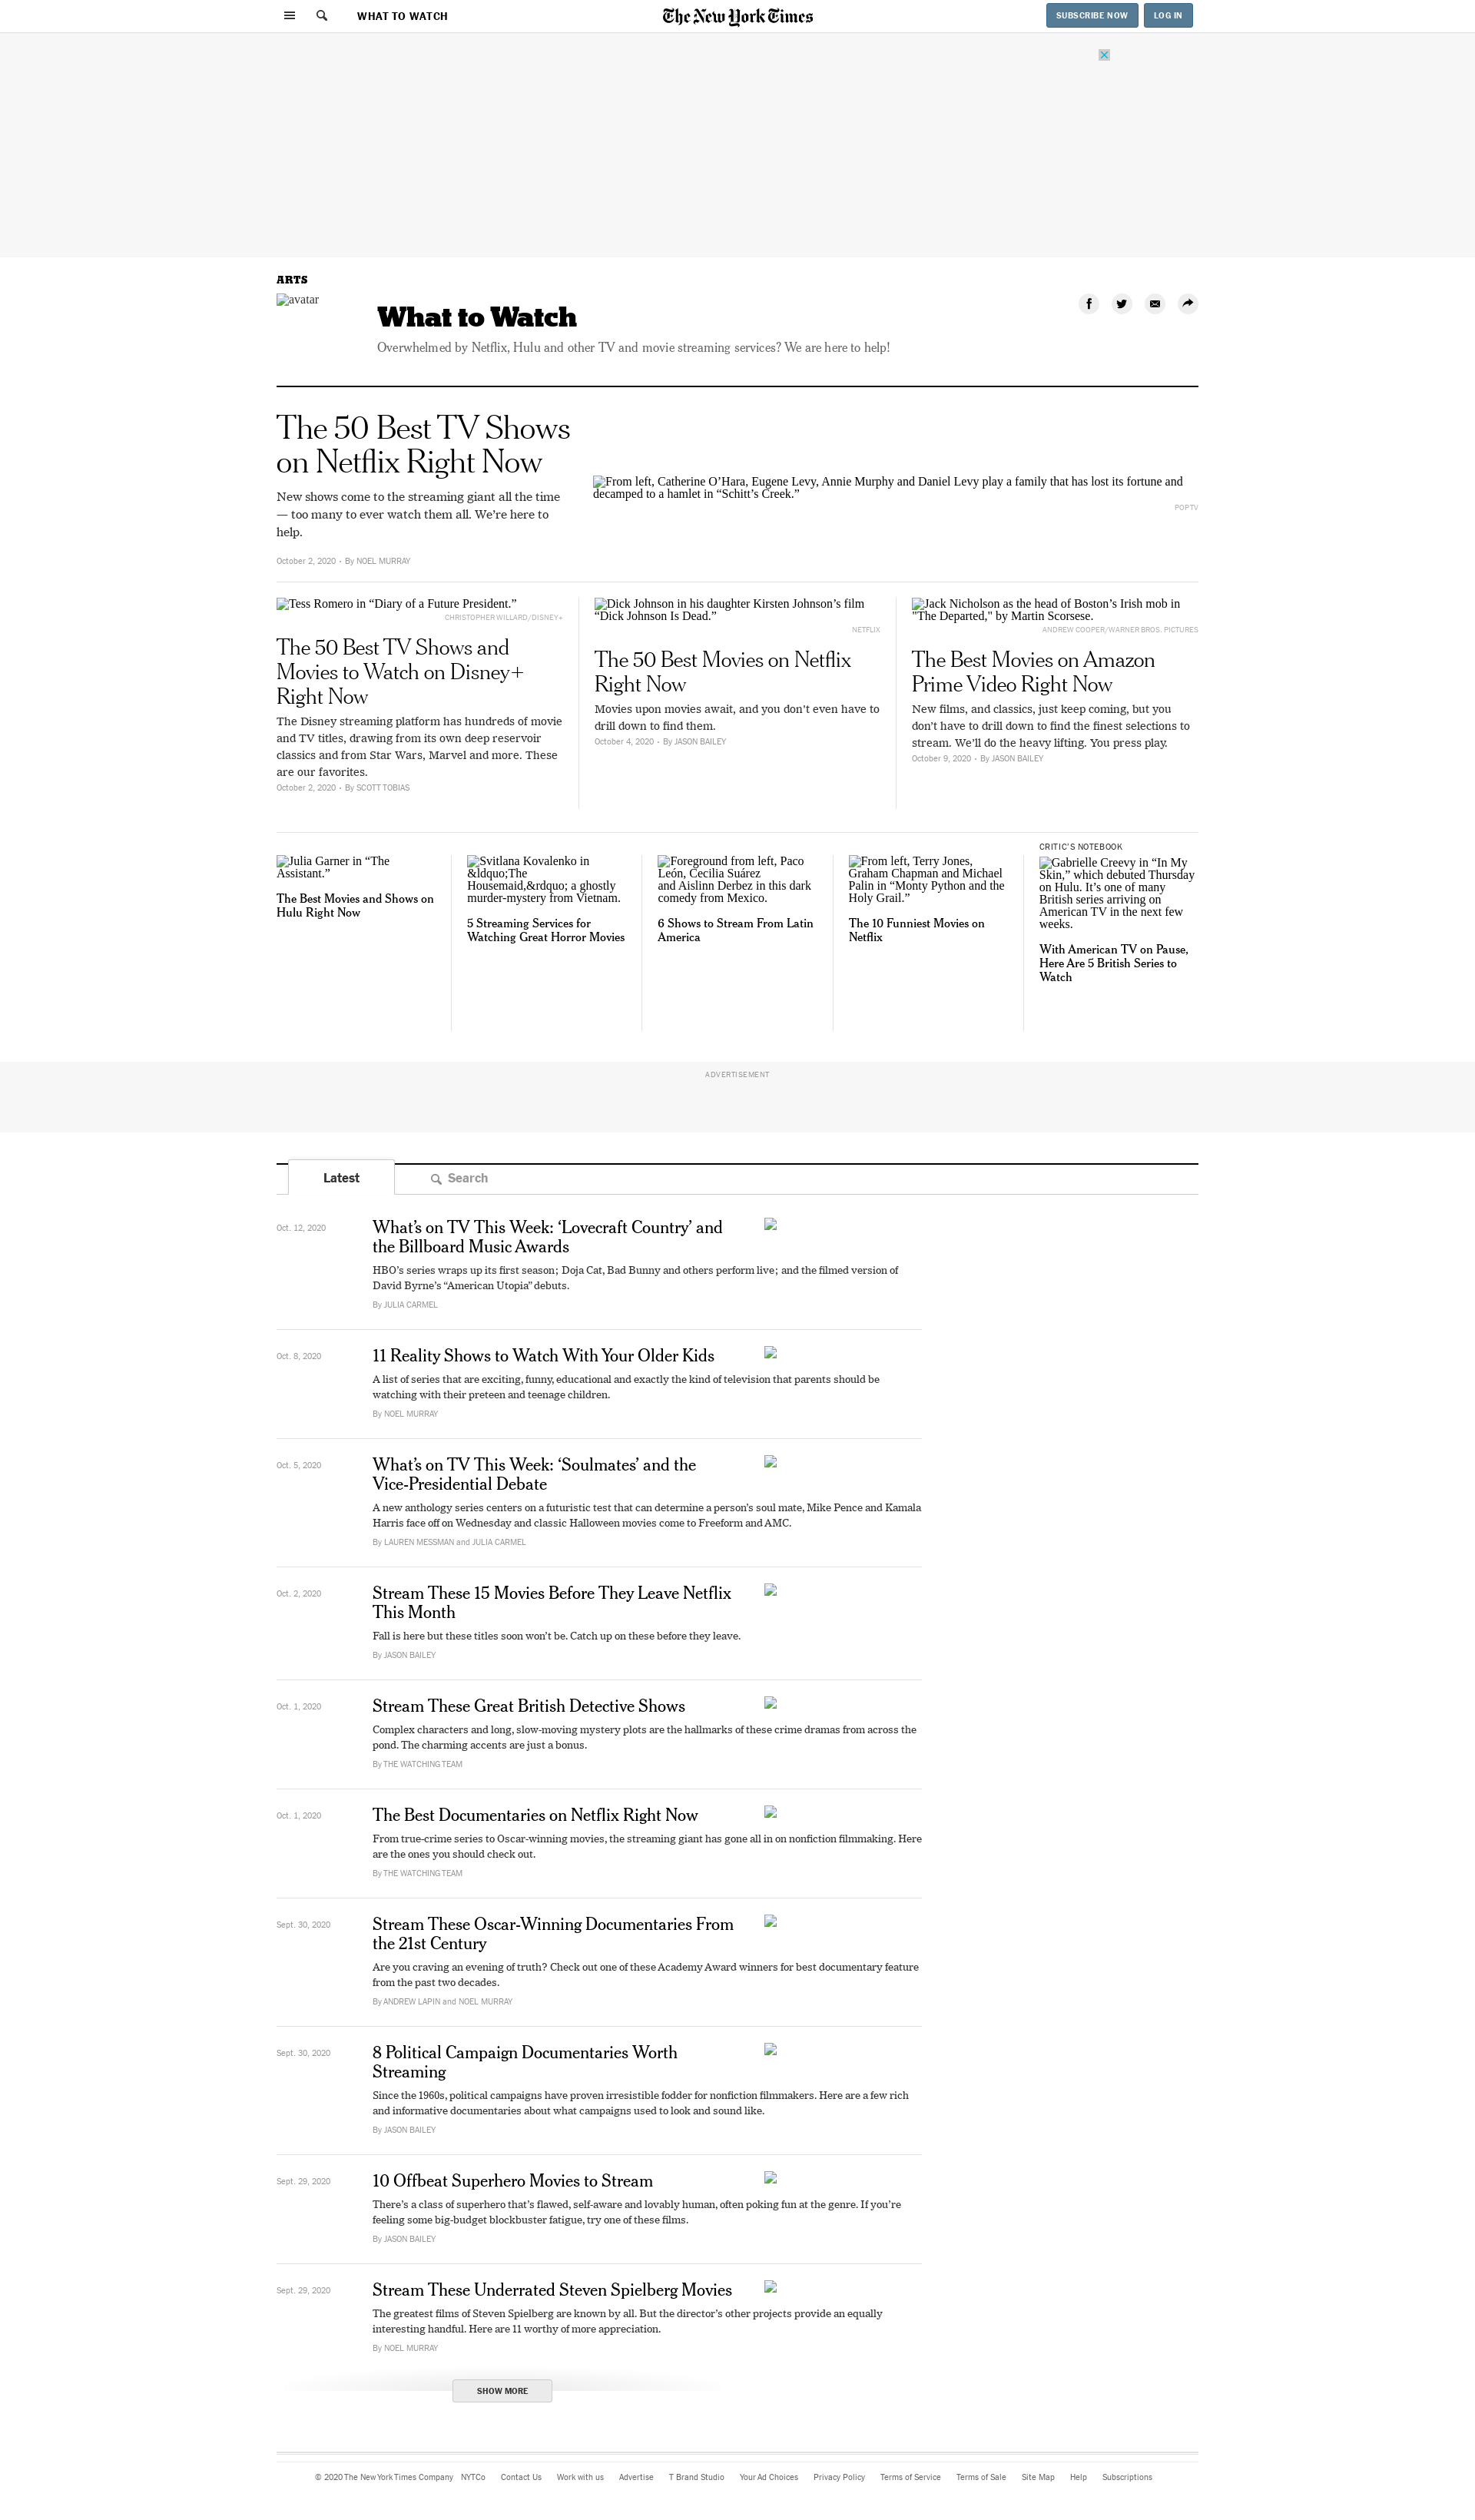 WHAT TO WATCH
The New York Times
SUBSCRIBE NOW
LOG IN
ARTS
avatar
What to Watch
Overwhelmed by Netflix, Hulu and other TV and movie streaming services? We are here to help!
The 50 Best TV Shows
on Netflix Right Now
New shows come to the streaming giant all the time
— too many to ever watch them all. We’re here to
help.
October 2, 2020 • By NOEL MURRAY
From left, Catherine O’Hara, Eugene Levy, Annie Murphy and Daniel Levy play a family that has lost its fortune and
decamped to a hamlet in “Schitt’s Creek.”
POP TV
Tess Romero in “Diary of a Future President.”
CHRISTOPHER WILLARD/DISNEY+
The 50 Best TV Shows and
Movies to Watch on Disney+
Right Now
The Disney streaming platform has hundreds of movie
and TV titles, drawing from its own deep reservoir
classics and from Star Wars, Marvel and more. These
are our favorites.
October 2, 2020 • By SCOTT TOBIAS
Dick Johnson in his daughter Kirsten Johnson’s film
“Dick Johnson Is Dead.”
NETFLIX
The 50 Best Movies on Netflix
Right Now
Movies upon movies await, and you don’t even have to
drill down to find them.
October 4, 2020 • By JASON BAILEY
Jack Nicholson as the head of Boston’s Irish mob in
"The Departed," by Martin Scorsese.
ANDREW COOPER/WARNER BROS. PICTURES
The Best Movies on Amazon
Prime Video Right Now
New films, and classics, just keep coming, but you
don’t have to drill down to find the finest selections to
stream. We’ll do the heavy lifting. You press play.
October 9, 2020 • By JASON BAILEY
Julia Garner in “The
Assistant.”
The Best Movies and Shows on
Hulu Right Now
Svitlana Kovalenko in
&ldquo;The
Housemaid,&rdquo; a ghostly
murder-mystery from Vietnam.
5 Streaming Services for
Watching Great Horror Movies
Foreground from left, Paco
León, Cecilia Suárez
and Aislinn Derbez in this dark
comedy from Mexico.
6 Shows to Stream From Latin
America
From left, Terry Jones,
Graham Chapman and Michael
Palin in “Monty Python and the
Holy Grail.”
The 10 Funniest Movies on
Netflix
CRITIC’S NOTEBOOK
Gabrielle Creevy in “In My
Skin,” which debuted Thursday
on Hulu. It’s one of many
British series arriving on
American TV in the next few
weeks.
With American TV on Pause,
Here Are 5 British Series to
Watch
ADVERTISEMENT
Latest
Search
Oct. 12, 2020
What’s on TV This Week: ‘Lovecraft Country’ and
the Billboard Music Awards
HBO’s series wraps up its first season; Doja Cat, Bad Bunny and others perform live; and the filmed version of
David Byrne’s “American Utopia” debuts.
By JULIA CARMEL
Oct. 8, 2020
11 Reality Shows to Watch With Your Older Kids
A list of series that are exciting, funny, educational and exactly the kind of television that parents should be
watching with their preteen and teenage children.
By NOEL MURRAY
Oct. 5, 2020
What’s on TV This Week: ‘Soulmates’ and the
Vice-Presidential Debate
A new anthology series centers on a futuristic test that can determine a person’s soul mate, Mike Pence and Kamala
Harris face off on Wednesday and classic Halloween movies come to Freeform and AMC.
By LAUREN MESSMAN and JULIA CARMEL
Oct. 2, 2020
Stream These 15 Movies Before They Leave Netflix
This Month
Fall is here but these titles soon won’t be. Catch up on these before they leave.
By JASON BAILEY
Oct. 1, 2020
Stream These Great British Detective Shows
Complex characters and long, slow-moving mystery plots are the hallmarks of these crime dramas from across the
pond. The charming accents are just a bonus.
By THE WATCHING TEAM
Oct. 1, 2020
The Best Documentaries on Netflix Right Now
From true-crime series to Oscar-winning movies, the streaming giant has gone all in on nonfiction filmmaking. Here
are the ones you should check out.
By THE WATCHING TEAM
Sept. 30, 2020
Stream These Oscar-Winning Documentaries From
the 21st Century
Are you craving an evening of truth? Check out one of these Academy Award winners for best documentary feature
from the past two decades.
By ANDREW LAPIN and NOEL MURRAY
Sept. 30, 2020
8 Political Campaign Documentaries Worth
Streaming
Since the 1960s, political campaigns have proven irresistible fodder for nonfiction filmmakers. Here are a few rich
and informative documentaries about what campaigns used to look and sound like.
By JASON BAILEY
Sept. 29, 2020
10 Offbeat Superhero Movies to Stream
There’s a class of superhero that’s flawed, self-aware and lovably human, often poking fun at the genre. If you’re
feeling some big-budget blockbuster fatigue, try one of these films.
By JASON BAILEY
Sept. 29, 2020
Stream These Underrated Steven Spielberg Movies
The greatest films of Steven Spielberg are known by all. But the director’s other projects provide an equally
interesting handful. Here are 11 worthy of more appreciation.
By NOEL MURRAY
SHOW MORE
© 2020 The New York Times Company NYTCo Contact Us Work with us Advertise T Brand Studio Your Ad Choices Privacy Policy Terms of Service Terms of Sale Site Map Help Subscriptions